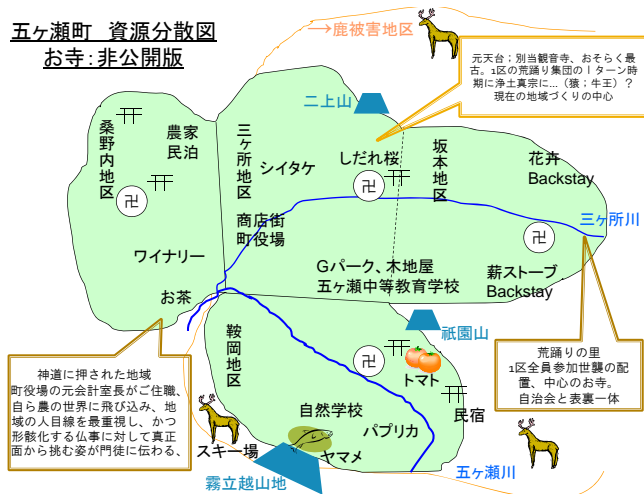 五ヶ瀬町 資源分散図
お寺：非公開版
→鹿被害地区
元天台；別当観音寺、おそらく最
古。1区の荒踊り集団のIターン時
期に浄土真宗に…（猿；牛王）？
現在の地域づくりの中心
二上山
桑野内地区
農家
民泊
三ヶ所地区
シイタケ
しだれ桜
坂本地区
花卉
Backstay
卍
卍
商店街
町役場
三ヶ所川
卍
ワイナリー
Gパーク、木地屋
五ヶ瀬中等教育学校
薪ストーブ
Backstay
お茶
祇園山
鞍岡地区
卍
トマト
神道に押された地域
町役場の元会計室長がご住職、
自ら農の世界に飛び込み、地
域の人目線を最重視し、かつ
形骸化する仏事に対して真正
面から挑む姿が門徒に伝わる、
荒踊りの里
1区全員参加世襲の配
置、中心のお寺。
自治会と表裏一体
民宿
自然学校
パプリカ
スキー場
ヤマメ
霧立越山地
五ヶ瀬川